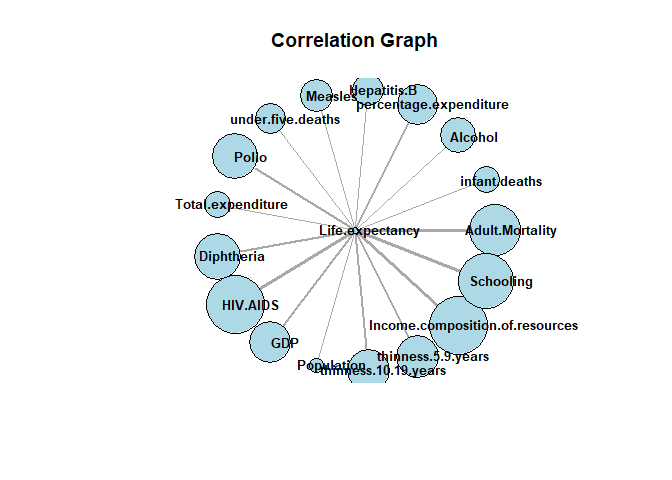 Correlation Graph
Hepatitis.B
Measles
percentage.expenditure
under.five.deaths
Alcohol
Polio
infant.deaths
Total.expenditure
Life.expectancy
Adult.Mortality
Diphtheria
Schooling
HIV.AIDS
Income.composition.of.resources
GDP
thinness.5.9.years
Population
thinness.10.19.years